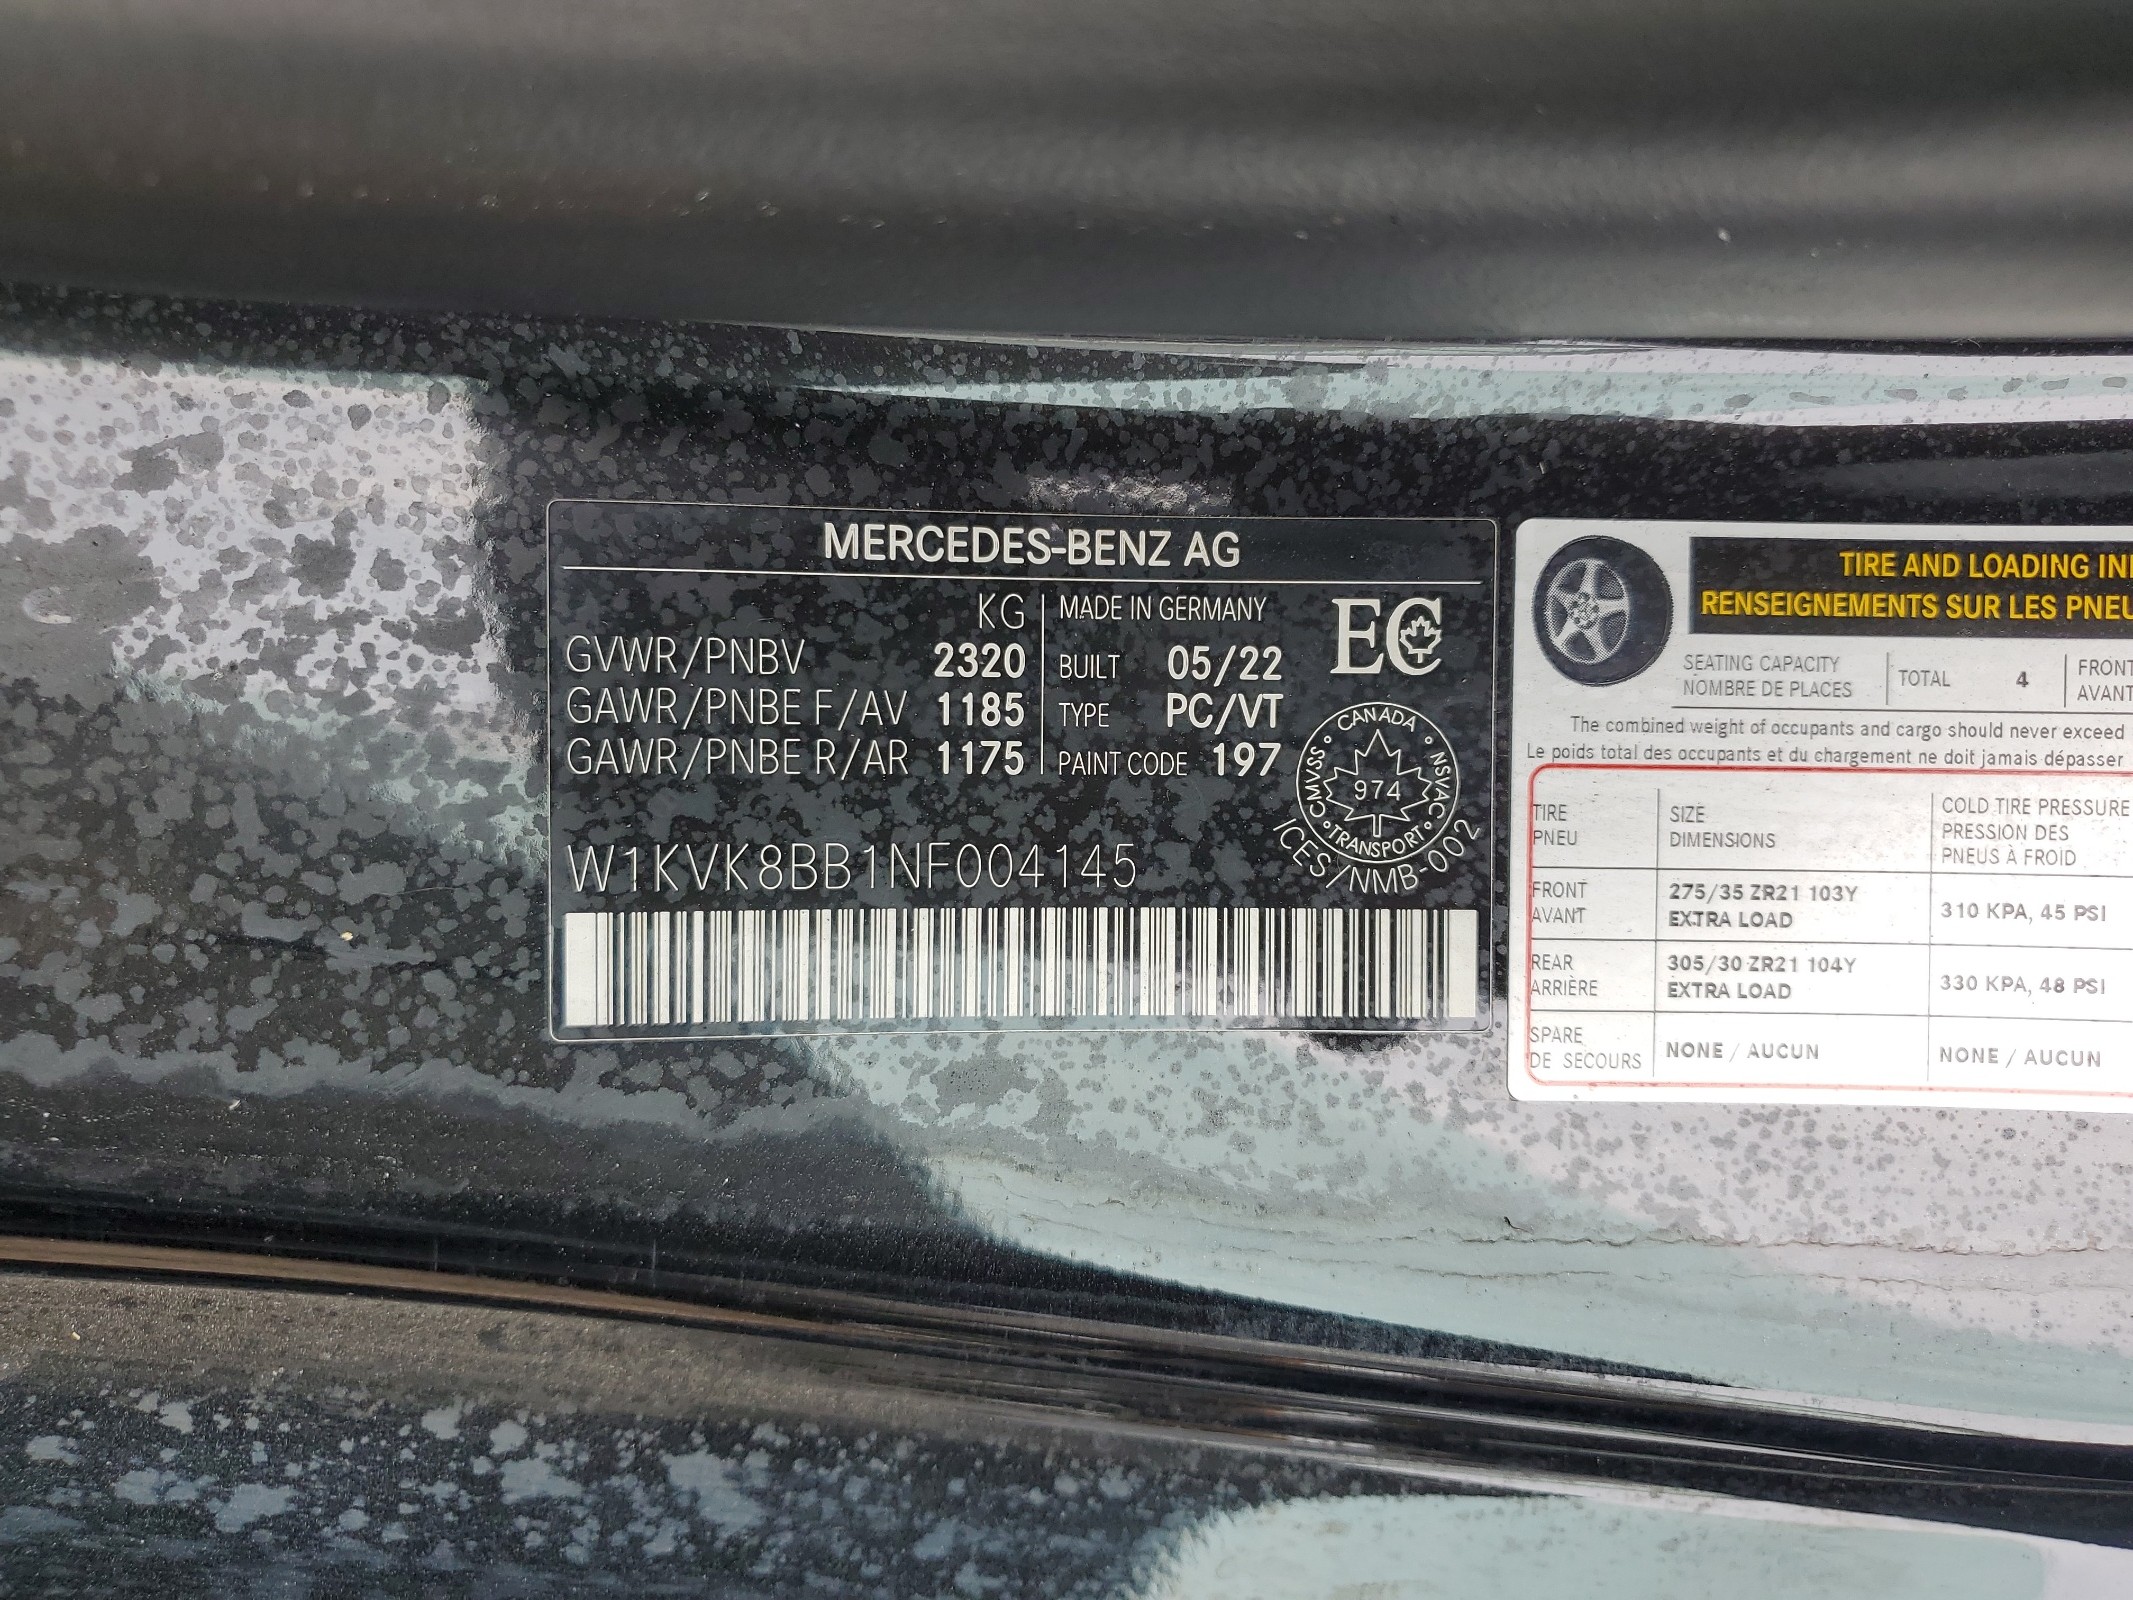 MERCEDES-BENZ AG
KG
GVWR/PNBV 2320
GAWR/PNBE F/AV 1185
GAWR/PNBE R/AR 1175
MADE IN GERMANY
BUILT 05/22
TYPE PC/VT
PAINT CODE 197
EC
CANADA
CMVSS NSVAC
974
TRANSPORT
ICES/NMB-002
W1KVK8BB1NF004145
TIRE AND LOADING
RENSEIGNEMENTS SUR LES
SEATING CAPACITY
NOMBRE DE PLACES
TOTAL 4
FRONT
AVANT
The combined weight of occupants and cargo should never exceed
Le poids total des occupants et du chargement ne doit jamais dépasser
TIRE
PNEU
SIZE
DIMENSIONS
COLD TIRE PRESSURE
PRESSION DES
PNEUS À FROID
FRONT
AVANT
275/35 ZR21 103Y
EXTRA LOAD
310 KPA, 45 PSI
REAR
ARRIÈRE
305/30 ZR21 104Y
EXTRA LOAD
330 KPA, 48 PSI
SPARE
DE SECOURS
NONE / AUCUN
NONE / AUCUN